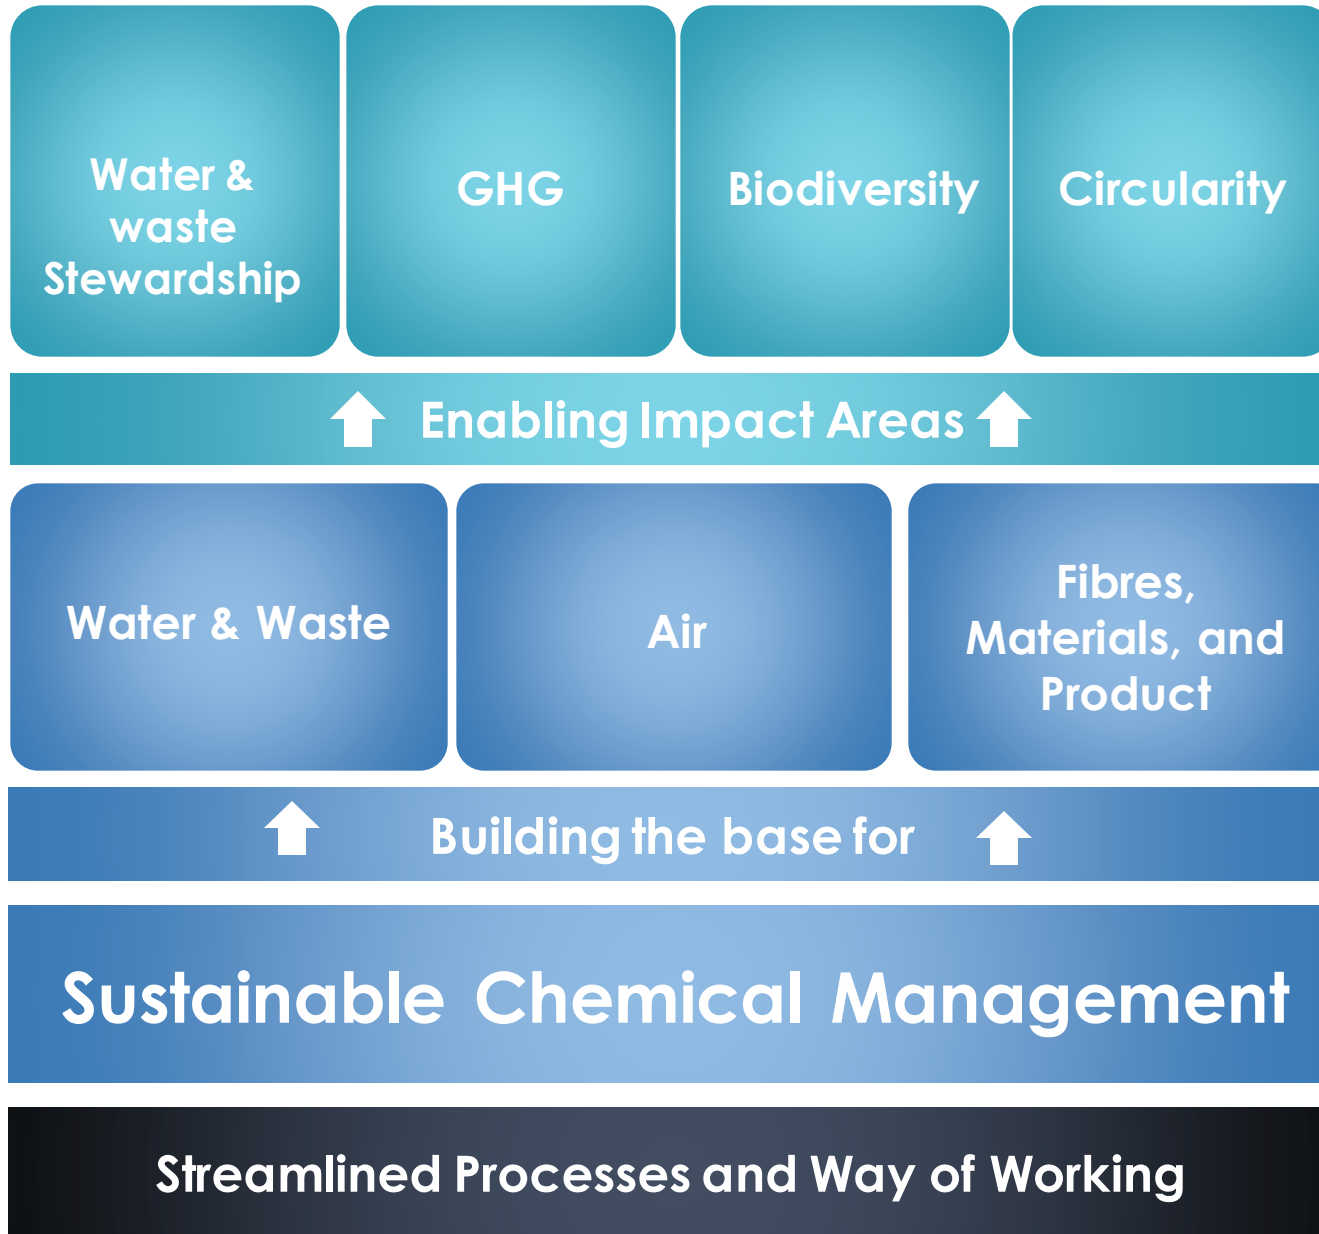 Water &
waste
Stewardship
GHG
Biodiversity
Circularity
Enabling Impact Areas
Water & Waste
Air
Fibres,
Materials, and
Product
Building the base for
Sustainable Chemical Management
Streamlined Processes and Way of Working